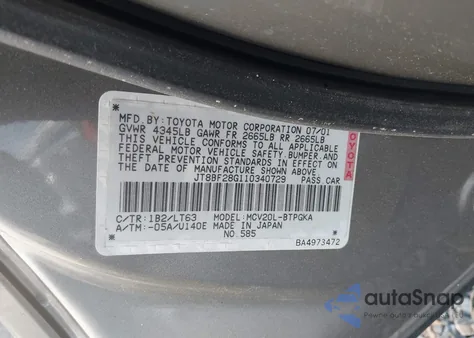 MFD. BY: TOYOTA MOTOR CORPORATION 07/01
GVWR 4345LB GAWR FR 2665LB RR 2665LB
THIS VEHICLE CONFORMS TO ALL APPLICABLE
FEDERAL MOTOR VEHICLE SAFETY, BUMPER, AND
THEFT PREVENTION STANDARDS IN EFFECT ON
THE DATE OF MANUFACTURE SHOWN ABOVE.
JT8BF28G110340729 PASS. CAR
TOYOTA
C/TR: 1B2/LT63 MODEL: MCV20L-BTPGKA
A/TM: -05A/U140E MADE IN JAPAN
NO. 585
BA4973472
autoSnap